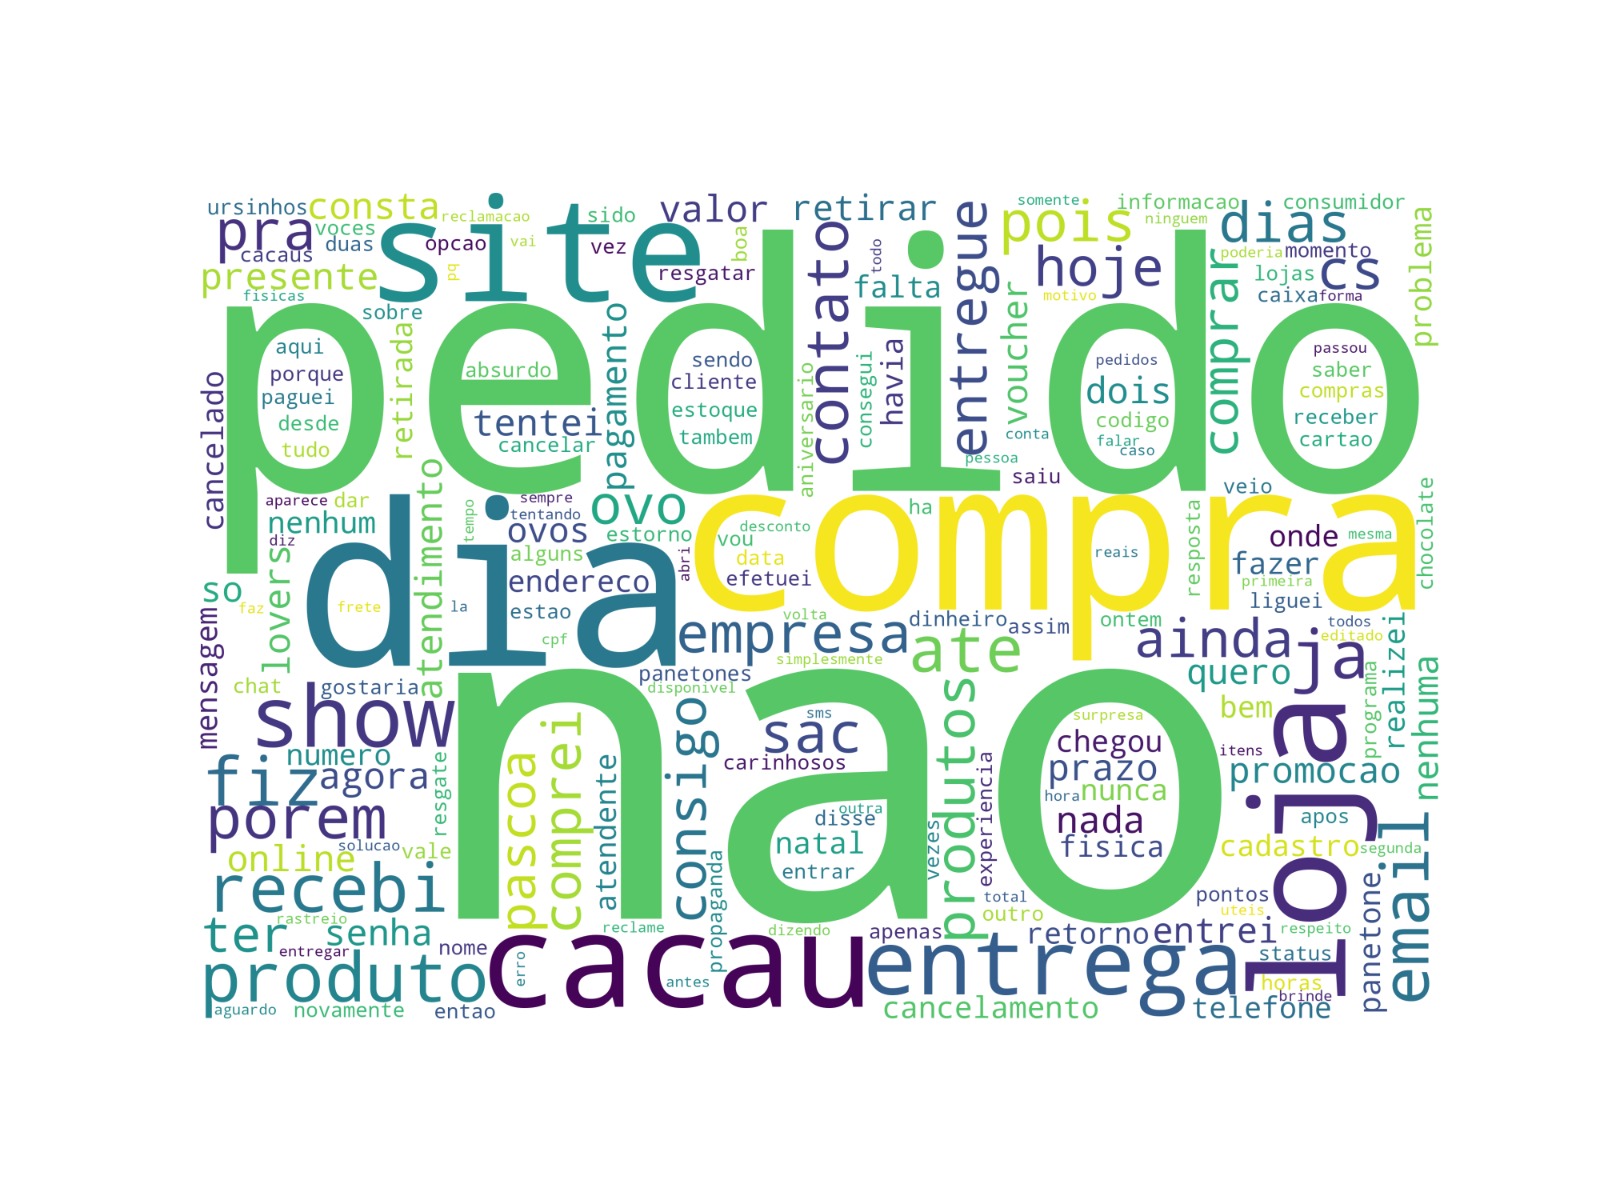 ursinhos
consta
reclamacao
sido
valor
retirar
somente
informacao
consumidor
pra
voces
site
vez
boa
contato
todo
entregue
pois
ninguem
dias
cacaus
duas
opcao
vai
pq
resgatar
falta
hoje
poderia
momento
cs
problema
presente
fisicas
sobre
motivo
lojas
caixa
forma
pedido
aqui
porque
paguei
desde
tudo
retirada
absurdo
tentei
cancelar
pagamento
sendo
cliente
estoque
tambem
aniversario
consegui
havia
voucher
conta
pessoa
pedidos
dois
codigo
falar
caso
comprar
passou
saber
compras
receber
cartao
cancelado
aparece
dar
nenhum
diz
atendimento
tempo
sempre
tentando
ovos
alguns
ovo
estorno
saiu
ha
veio
desconto
vou
data
efetuei
abri
compra
reais
resposta
onde
mesma
fazer
primeira
liguei
chocolate
so
faz
lovers
dia
frete
la
endereco
estao
cpf
volta
dinheiro
assim
ontem
todos
editado
mensagem
chat
gostaria
empresa
simplesmente
panetones
disponivel
ate
ainda
ja
quero
programa
realizei
nenhuma
show
numero
nao
sms
sac
carinhosos
surpresa
chegou
prazo
hora
nunca
nada
fisica
bem
itens
promocao
loja
fiz
agora
porem
solucao
resgate
vale
pascoa
comprei
atendente
consigo
propaganda
outra
disse
natal
entrar
vezes
produtos
experiencia
apos
cadastro
segunda
email
online
recebi
rastreio
ter
senha
entregar
nome
reclame
dizendo
apenas
total
outro
pontos
uteis
respeito
retorno
entrei
status
panetone
produto
cacau
erro
antes
entrega
horas
brinde
aguardo
novamente
entao
cancelamento
telefone